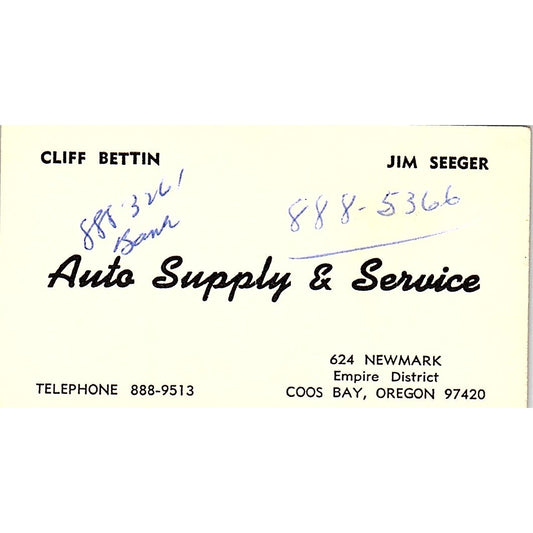 CLIFF BETTIN
JIM SEEGER
888-3261
Bank
888-5366
Auto Supply & Service
624 NEWMARK
Empire District
TELEPHONE 888-9513
COOS BAY, OREGON 97420